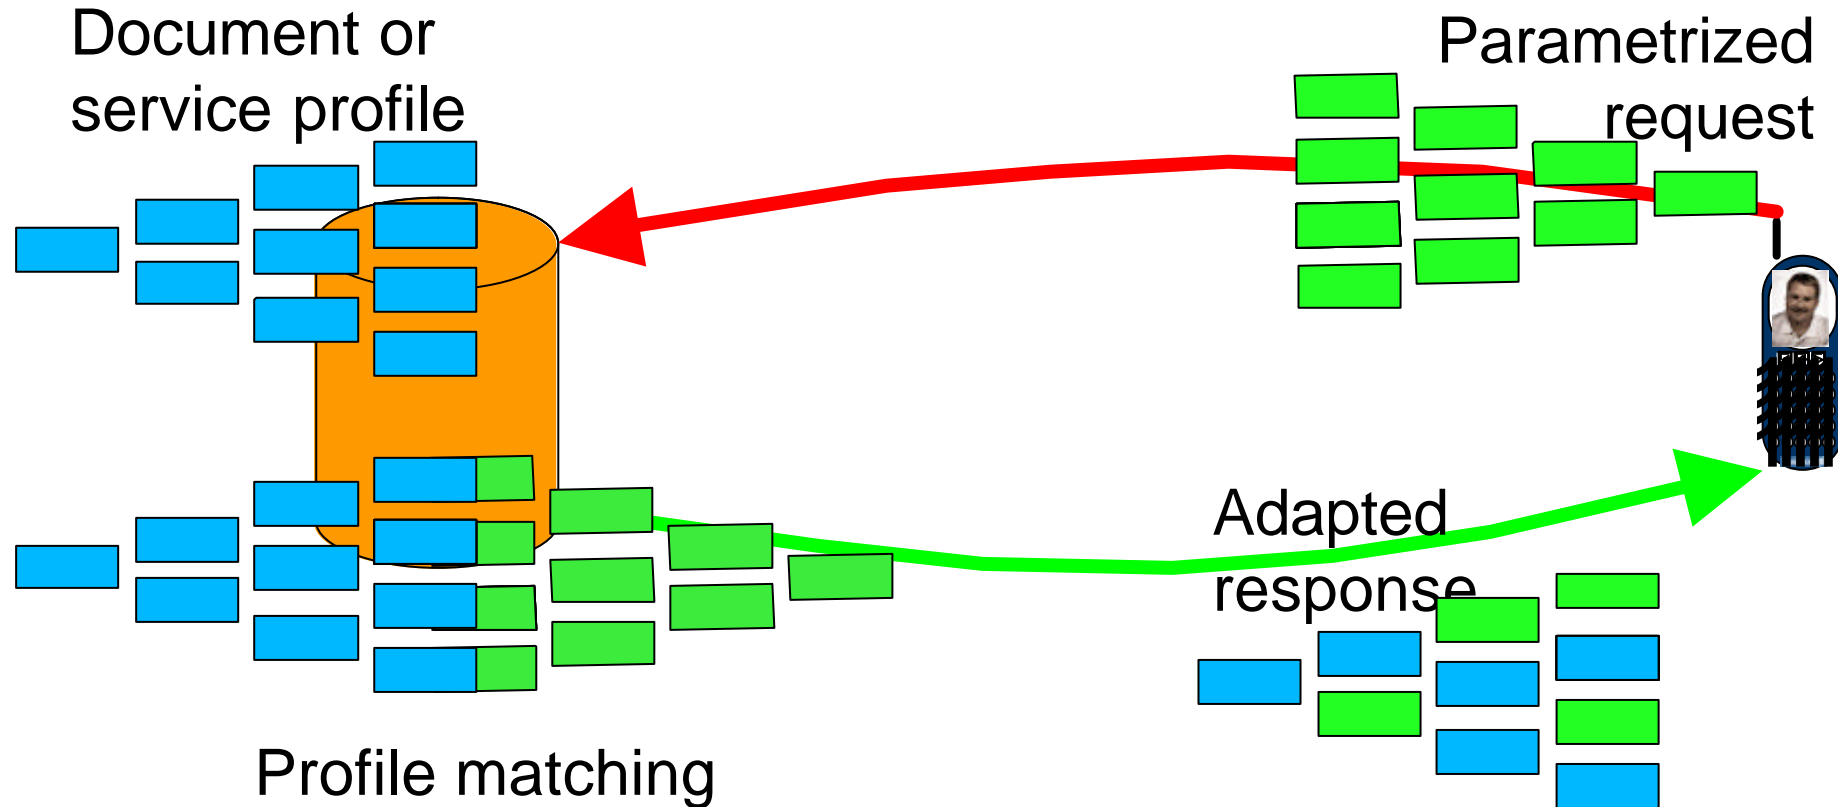 Document or
service profile
Parametrized
request
Adapted
response
Profile matching